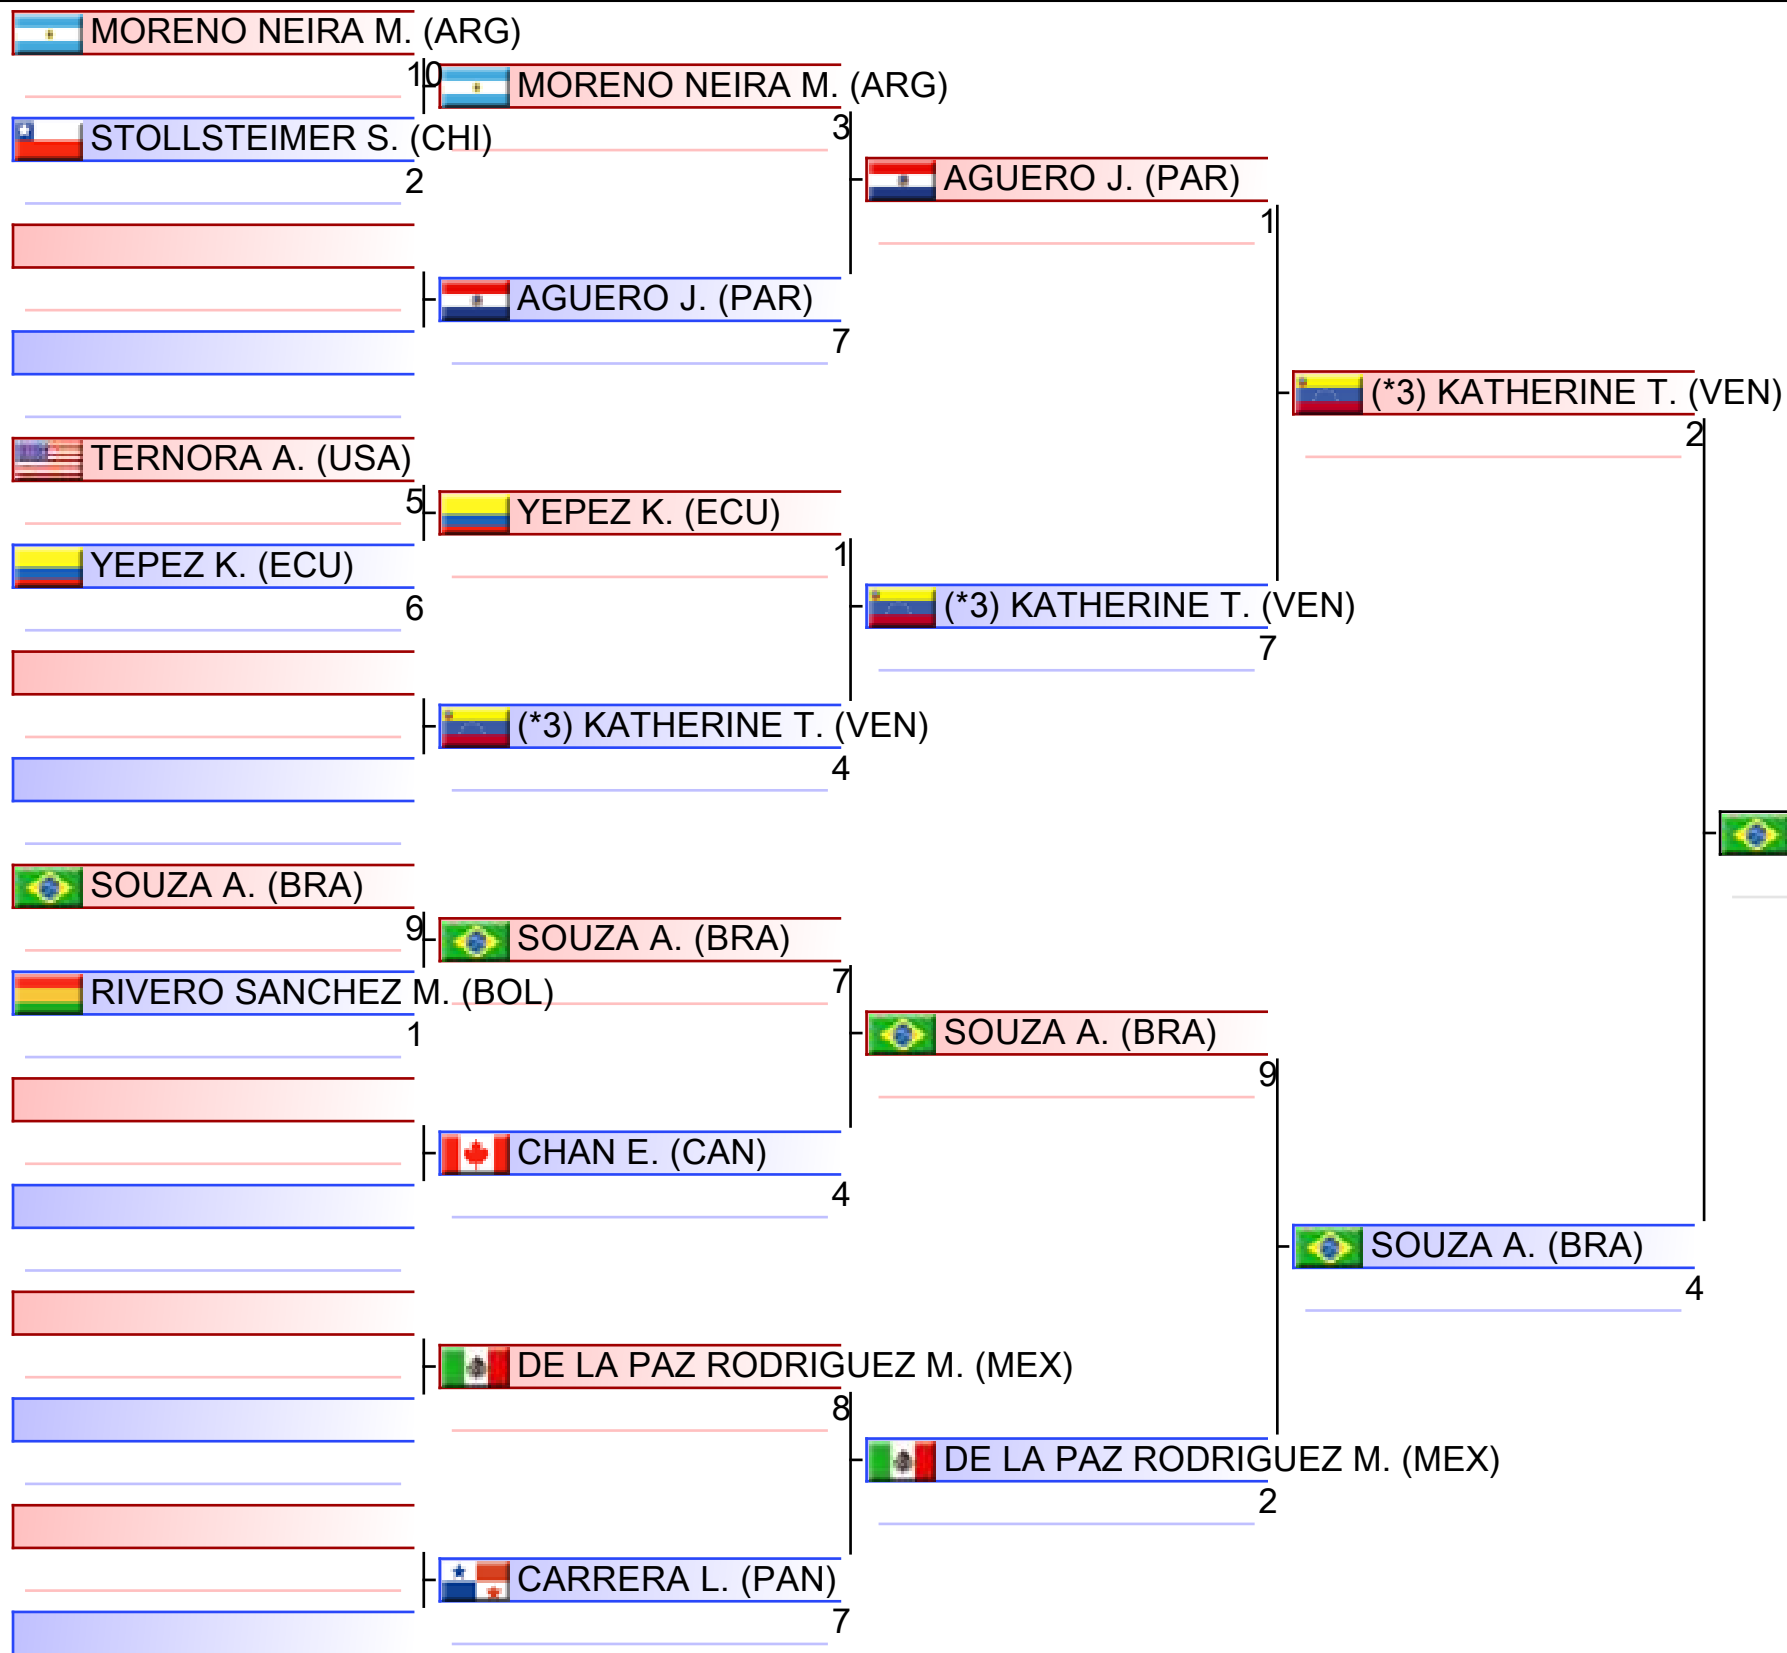 MORENO NEIRA M. (ARG)
10
STOLLSTEIMER S. (CHI)
2
TERNORA A. (USA)
5
YEPEZ K. (ECU)
6
SOUZA A. (BRA)
9
RIVERO SANCHEZ M. (BOL)
1
MORENO NEIRA M. (ARG)
3
AGUERO J. (PAR)
7
YEPEZ K. (ECU)
1
(*3) KATHERINE T. (VEN)
4
SOUZA A. (BRA)
7
CHAN E. (CAN)
4
DE LA PAZ RODRIGUEZ M. (MEX)
8
CARRERA L. (PAN)
7
AGUERO J. (PAR)
1
(*3) KATHERINE T. (VEN)
7
SOUZA A. (BRA)
9
DE LA PAZ RODRIGUEZ M. (MEX)
2
(*3) KATHERINE T. (VEN)
2
SOUZA A. (BRA)
4